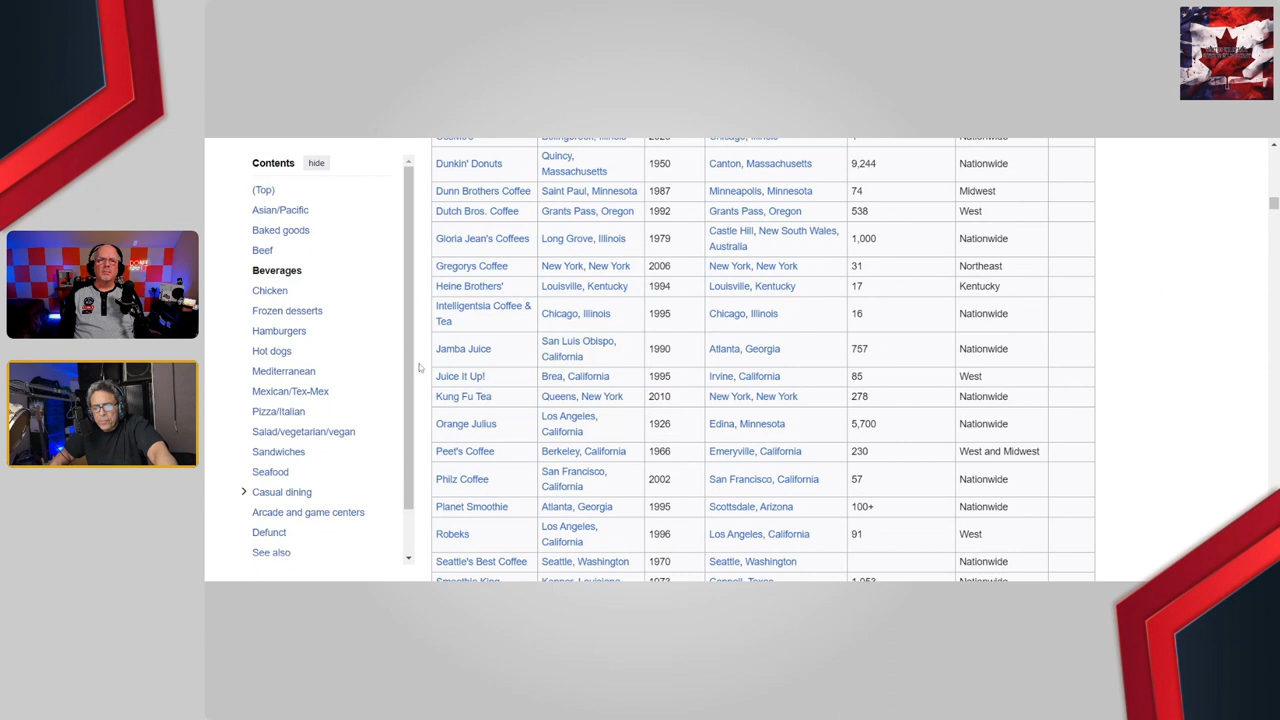 Contents hide
(Top)
Asian/Pacific
Baked goods
Beef
Beverages
Chicken
Frozen desserts
Hamburgers
Hot dogs
Mediterranean
Mexican/Tex-Mex
Pizza/Italian
Salad/vegetarian/vegan
Sandwiches
Seafood
Casual dining
Arcade and game centers
Defunct
See also
Dunkin' Donuts Quincy, Massachusetts 1950 Canton, Massachusetts 9,244 Nationwide
Dunn Brothers Coffee Saint Paul, Minnesota 1987 Minneapolis, Minnesota 74 Midwest
Dutch Bros. Coffee Grants Pass, Oregon 1992 Grants Pass, Oregon 538 West
Gloria Jean's Coffees Long Grove, Illinois 1979 Castle Hill, New South Wales, Australia 1,000 Nationwide
Gregorys Coffee New York, New York 2006 New York, New York 31 Northeast
Heine Brothers' Louisville, Kentucky 1994 Louisville, Kentucky 17 Kentucky
Intelligentsia Coffee & Tea Chicago, Illinois 1995 Chicago, Illinois 16 Nationwide
Jamba Juice San Luis Obispo, California 1990 Atlanta, Georgia 757 Nationwide
Juice It Up! Brea, California 1995 Irvine, California 85 West
Kung Fu Tea Queens, New York 2010 New York, New York 278 Nationwide
Orange Julius Los Angeles, California 1926 Edina, Minnesota 5,700 Nationwide
Peet's Coffee Berkeley, California 1966 Emeryville, California 230 West and Midwest
Philz Coffee San Francisco, California 2002 San Francisco, California 57 Nationwide
Planet Smoothie Atlanta, Georgia 1995 Scottsdale, Arizona 100+ Nationwide
Robeks Los Angeles, California 1996 Los Angeles, California 91 West
Seattle's Best Coffee Seattle, Washington 1970 Seattle, Washington Nationwide